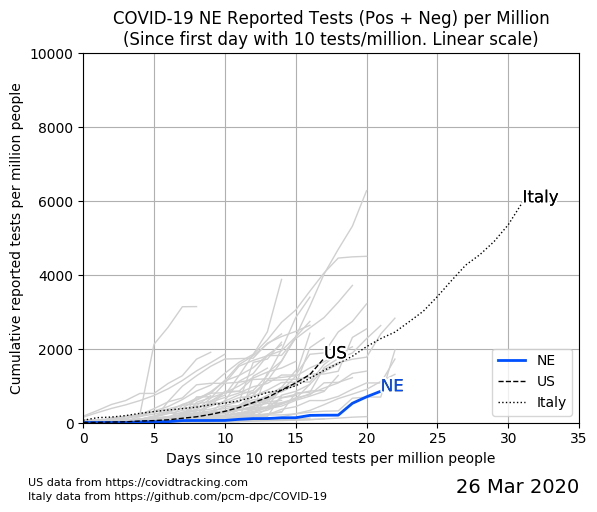 COVID-19 NE Reported Tests (Pos + Neg) per Million
(Since first day with 10 tests/million. Linear scale)
Cumulative reported tests per million people
10000
8000
6000
4000
2000
0
Italy
US
NE
NE
US
Italy
0 5 10 15 20 25 30 35
Days since 10 reported tests per million people
US data from https://covidtracking.com
Italy data from https://github.com/pcm-dpc/COVID-19
26 Mar 2020